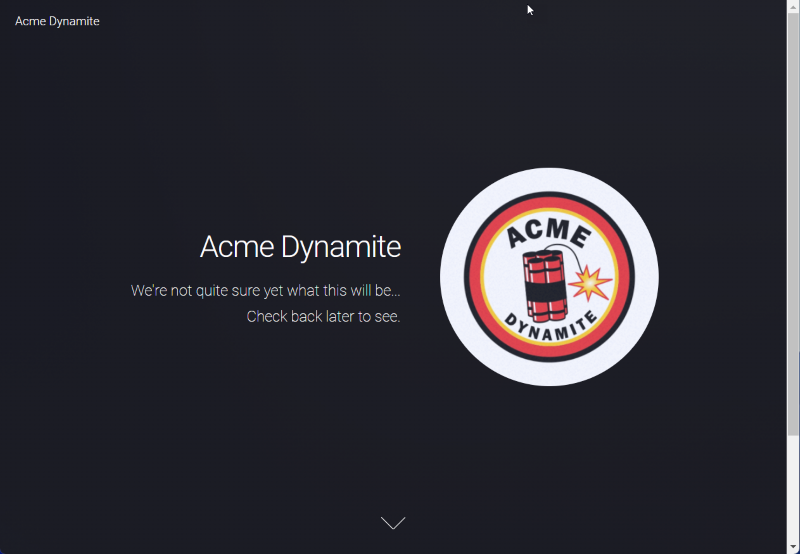 Acme Dynamite
Acme Dynamite
We're not quite sure yet what this will be...
Check back later to see.
ACME
DYNAMITE